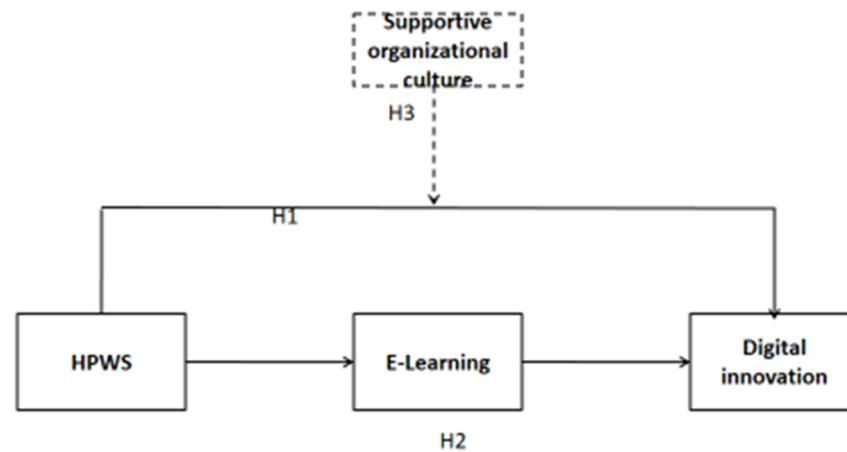 Supportive
organizational
culture
H3
H1
HPWS
E-Learning
Digital
innovation
H2